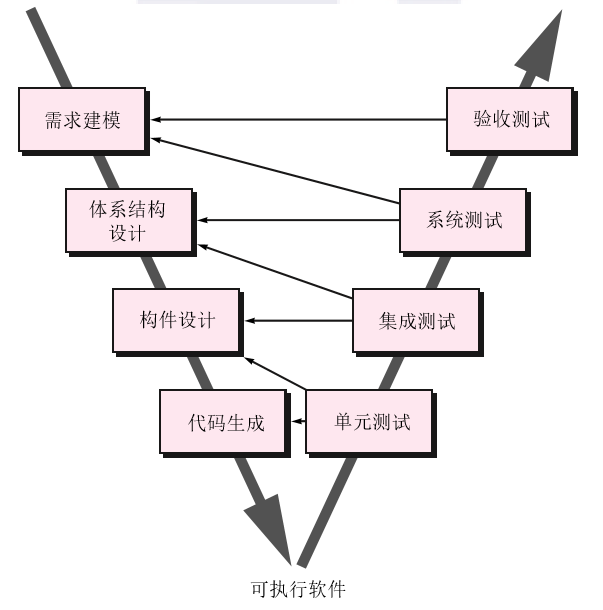 需求建模
验收测试
体系结构
设计
系统测试
构件设计
集成测试
代码生成
单元测试
可执行软件